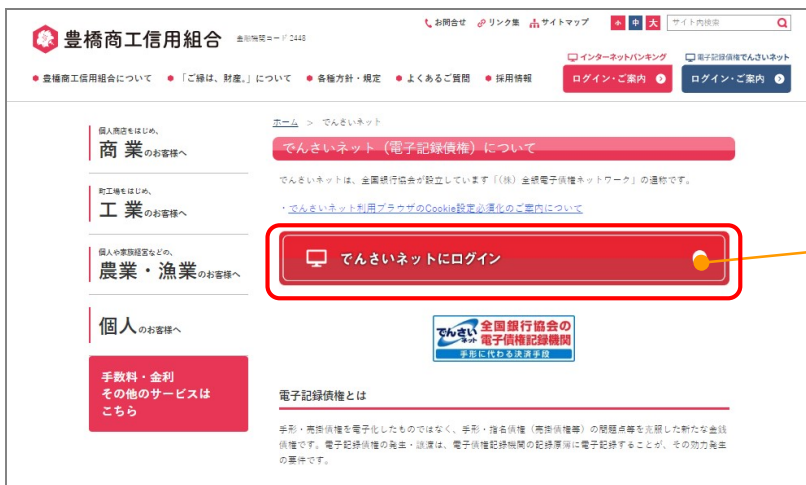 豊橋商工信用組合
金融機関コード 2448
お問合せ
リンク集
サイトマップ
小 中 大
サイト内検索
インターネットバンキング
電子記録債権でんさいネット
ログイン・ご案内
ログイン・ご案内
豊橋商工信用組合について
「ご縁は、財産。」について
各種方針・規定
よくあるご質問
採用情報
個人商店をはじめ、
商業のお客様へ
町工場をはじめ、
工業のお客様へ
個人や家族経営などの、
農業・漁業のお客様へ
個人のお客様へ
手数料・金利
その他のサービスは
こちら
ホーム > でんさいネット
でんさいネット(電子記録債権)について
でんさいネットは、全国銀行協会が設立しています「(株)全銀電子債権ネットワーク」の通称です。
・でんさいネット利用ブラウザのCookie設定必須化のご案内について
でんさいネットにログイン
でんさいネット
全国銀行協会の
電子債権記録機関
手形に代わる決済手段
電子記録債権とは
手形・売掛債権を電子化したものではなく、手形・指名債権(売掛債権等)の問題点等を克服した新たな金銭
債権です。電子記録債権の発生・譲渡は、電子債権記録機関の記録原簿に電子記録することが、その効力発生
の要件です。